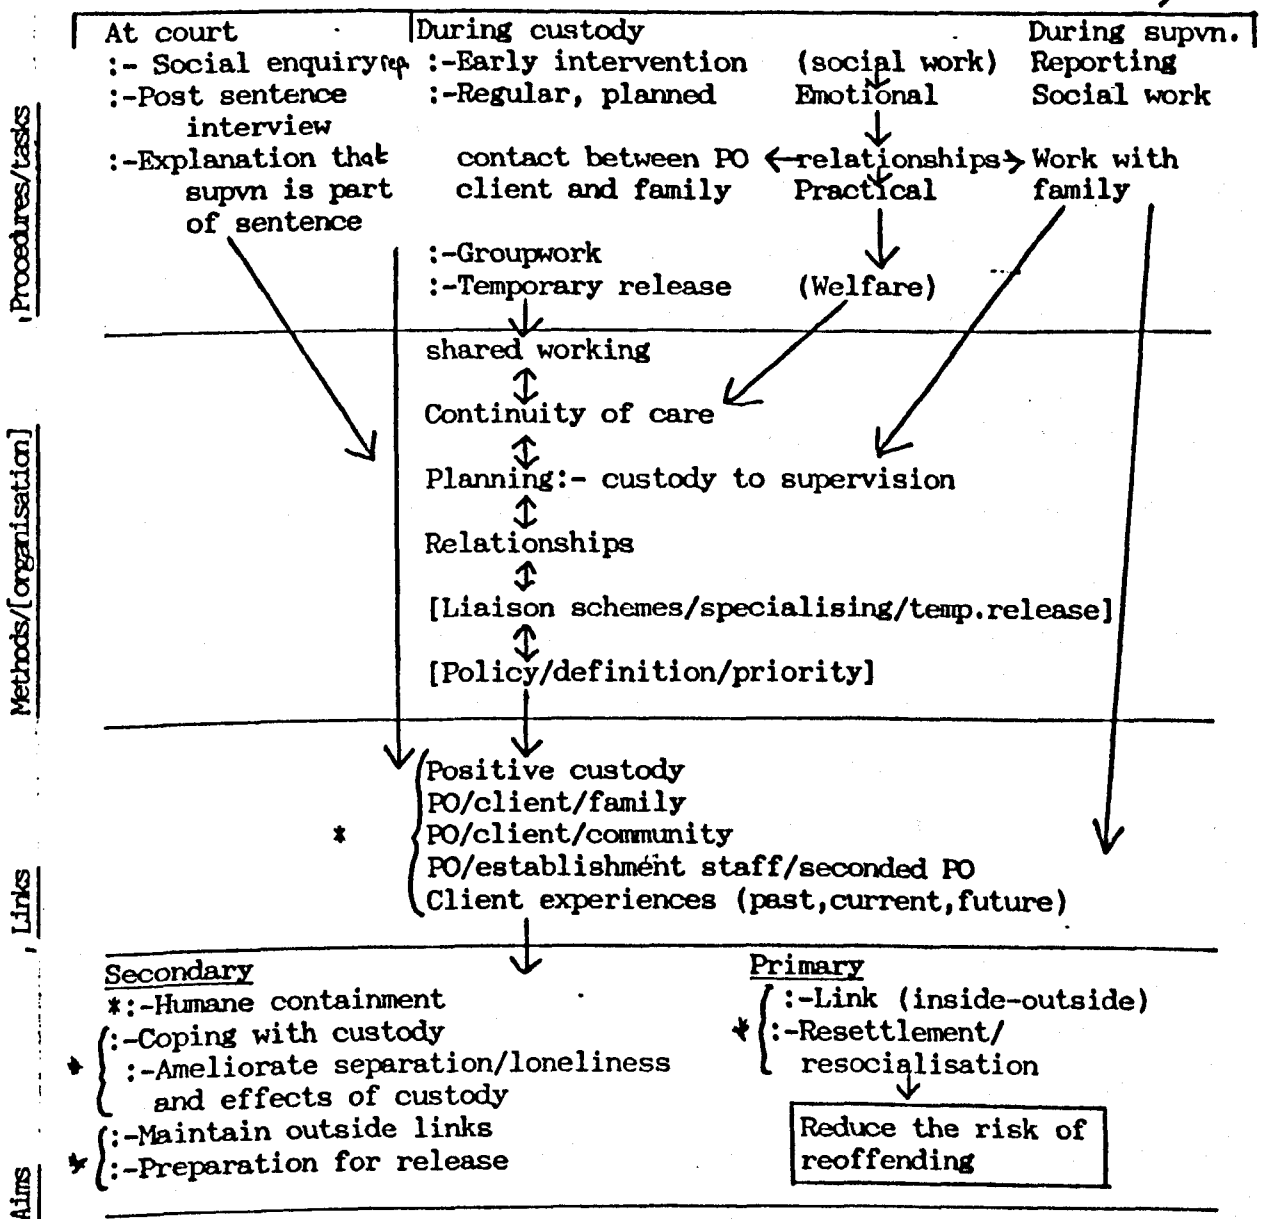 At court During custody During supvn.
:- Social enquiry rep :-Early intervention (social work) Reporting
:-Post sentence :-Regular, planned Emotional Social work
interview
:-Explanation that contact between PO relationships Work with
supvn is part client and family Practical family
of sentence
:-Groupwork
:-Temporary release (Welfare)
Procedures/tasks
shared working
Continuity of care
Planning:- custody to supervision
Relationships
[Liaison schemes/specialising/temp.release]
[Policy/definition/priority]
Methods/[organisation]
Positive custody
PO/client/family
* PO/client/community
PO/establishment staff/seconded PO
Client experiences (past,current,future)
Links
Secondary Primary
*:-Humane containment :-Link (inside-outside)
:-Coping with custody * :-Resettlement/
* :-Ameliorate separation/loneliness resocialisation
and effects of custody
:-Maintain outside links Reduce the risk of
* :-Preparation for release reoffending
Aims